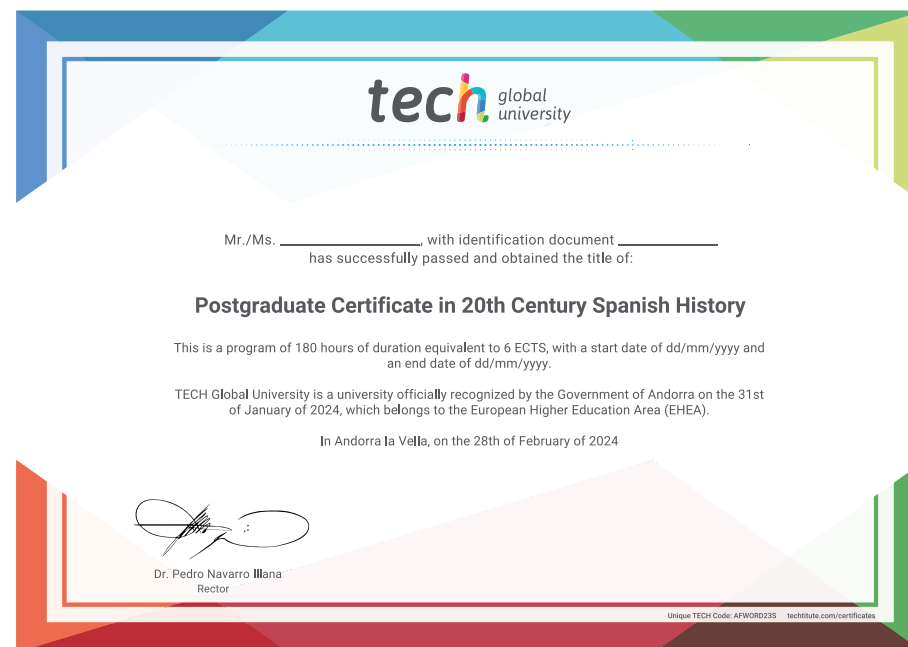 tech global
university
Mr./Ms. ____________________, with identification document ______________
has successfully passed and obtained the title of:
Postgraduate Certificate in 20th Century Spanish History
This is a program of 180 hours of duration equivalent to 6 ECTS, with a start date of dd/mm/yyyy and
an end date of dd/mm/yyyy.
TECH Global University is a university officially recognized by the Government of Andorra on the 31st
of January of 2024, which belongs to the European Higher Education Area (EHEA).
In Andorra la Vella, on the 28th of February of 2024
Dr. Pedro Navarro Illana
Rector
Unique TECH Code: AFWORD23S techtitute.com/certificates